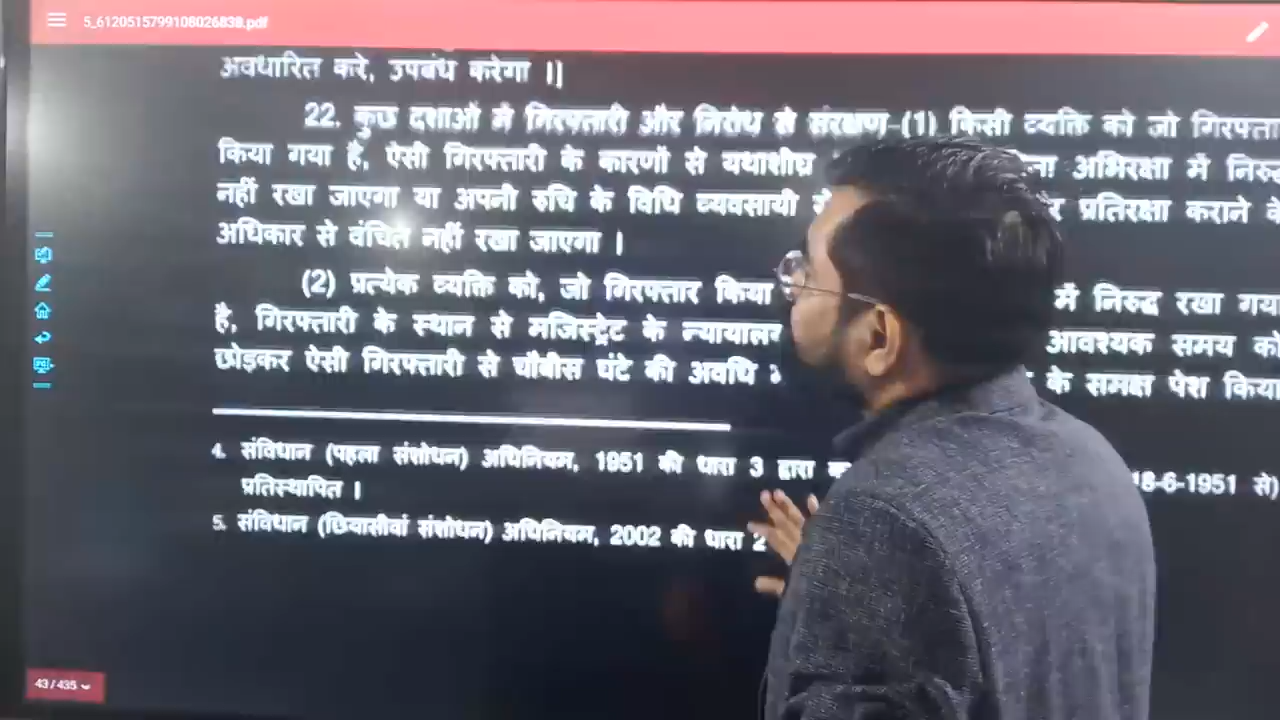 5_6120515799108026838.pdf
अवधारित करे, उपबंध करेगा ।]
22. कुछ दशाओं में गिरफ्तारी और निरोध से संरक्षण-(1) किसी व्यक्ति को जो
किया गया है, ऐसी गिरफ्तारी के कारणों से यथाशीघ्र अभिरक्षा में
नहीं रखा जाएगा या अपनी रुचि के विधि व्यवसायी प्रतिरक्षा कराने के
अधिकार से वंचित नहीं रखा जाएगा ।
(2) प्रत्येक व्यक्ति को, जो गिरफ्तार किया में निरुद्ध रखा गया
है, गिरफ्तारी के स्थान से मजिस्ट्रेट के आवश्यक समय को
छोड़कर ऐसी गिरफ्तारी से चौबीस घंटे की अवधि के समक्ष पेश किया
4. संविधान (पहला संशोधन) अधिनियम, 1951 की धारा 3 द्वारा 18-6-1951 से)
प्रतिस्थापित ।
5. संविधान (छियासीवां संशोधन) अधिनियम, 2002 की धारा 2
43 / 435